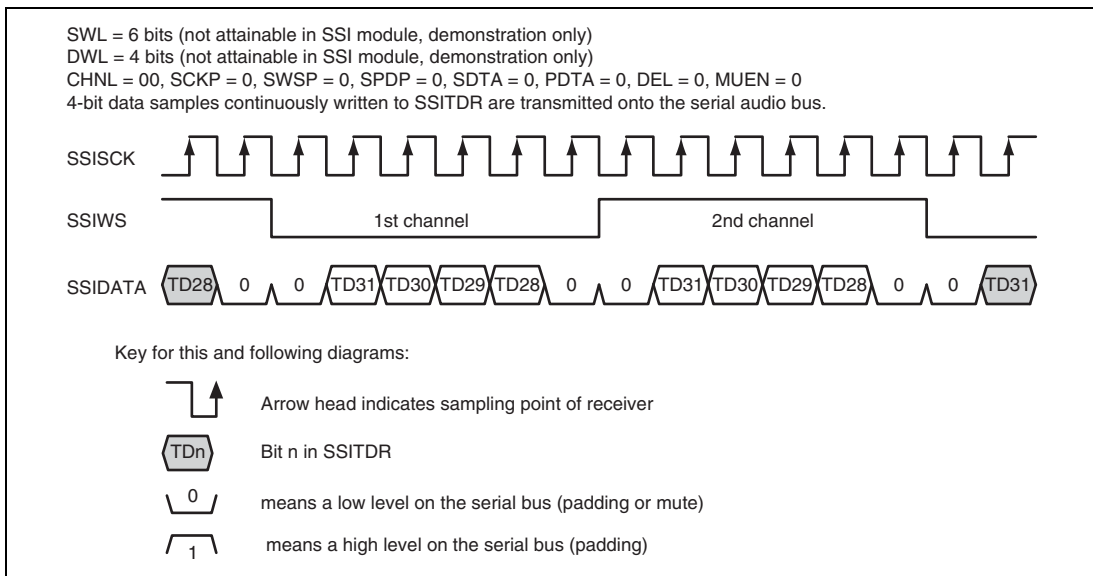 SWL = 6 bits (not attainable in SSI module, demonstration only)
DWL = 4 bits (not attainable in SSI module, demonstration only)
CHNL = 00, SCKP = 0, SWSP = 0, SPDP = 0, SDTA = 0, PDTA = 0, DEL = 0, MUEN = 0
4-bit data samples continuously written to SSITDR are transmitted onto the serial audio bus.
SSISCK
SSIWS 1st channel 2nd channel
SSIDATA TD28 0 0 TD31 TD30 TD29 TD28 0 0 TD31 TD30 TD29 TD28 0 0 TD31
Key for this and following diagrams:
Arrow head indicates sampling point of receiver
TDn Bit n in SSITDR
0 means a low level on the serial bus (padding or mute)
1 means a high level on the serial bus (padding)